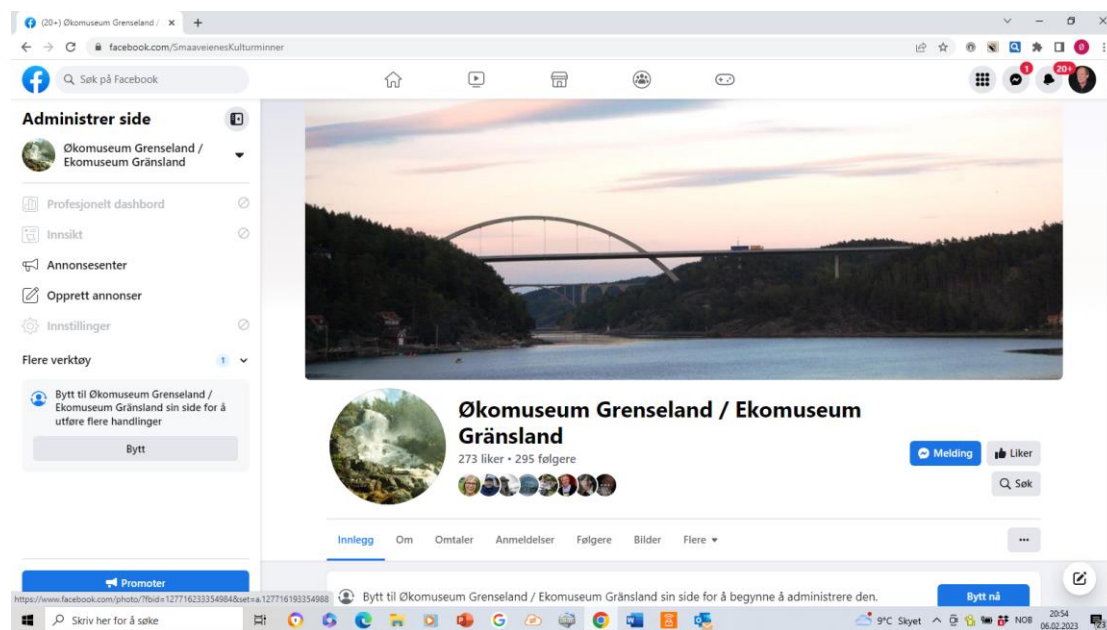 (20+) Økomuseum Grenseland /
facebook.com/SmaaveienesKulturminner
Søk på Facebook
1
20+
Administrer side
Økomuseum Grenseland /
Ekomuseum Gränsland
Profesjonelt dashbord
Innsikt
Annonsesenter
Opprett annonser
Innstillinger
Flere verktøy
1
Bytt til Økomuseum Grenseland /
Ekomuseum Gränsland sin side for å
utføre flere handlinger
Bytt
Promoter
Økomuseum Grenseland / Ekomuseum
Gränsland
273 liker • 295 følgere
Melding
Liker
Søk
Innlegg Om Omtaler Anmeldelser Følgere Bilder Flere
Bytt til Økomuseum Grenseland / Ekomuseum Gränsland sin side for å begynne å administrere den.
Bytt nå
https://www.facebook.com/photo/?fbid=127716233354984&set=a.127716193354988
Skriv her for å søke
9°C Skyet
NOB
20:54
06.02.2023
23